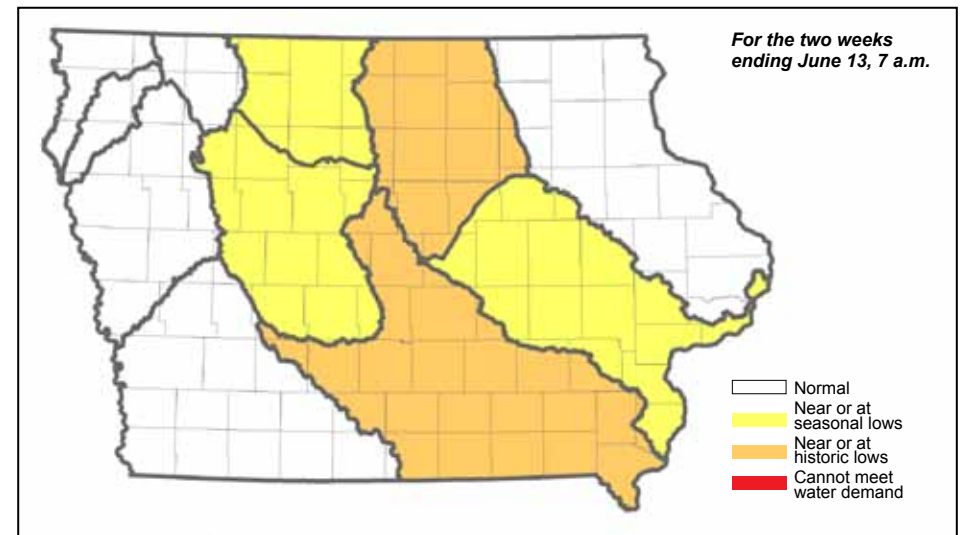 For the two weeks
ending June 13, 7 a.m.
Normal
Near or at
seasonal lows
Near or at
historic lows
Cannot meet
water demand